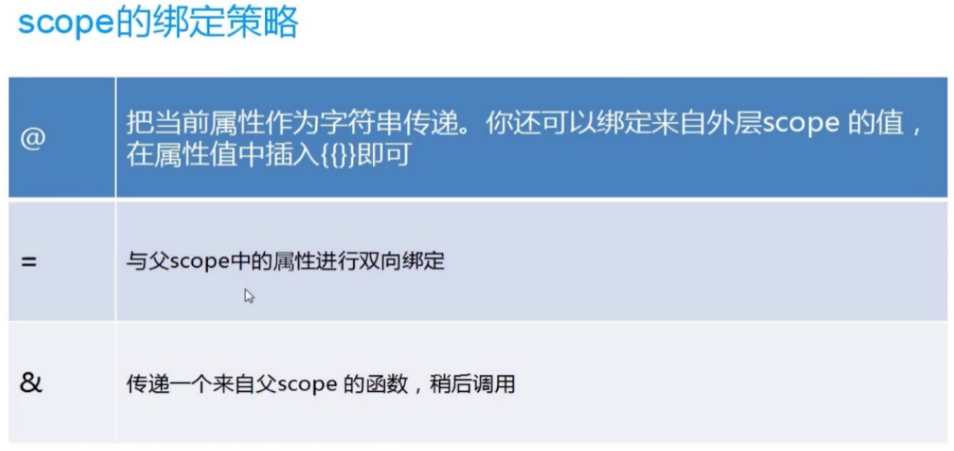 scope的绑定策略
@
把当前属性作为字符串传递。你还可以绑定来自外层scope 的值，
在属性值中插入{{}}即可
=
与父scope中的属性进行双向绑定
&
传递一个来自父scope 的函数，稍后调用